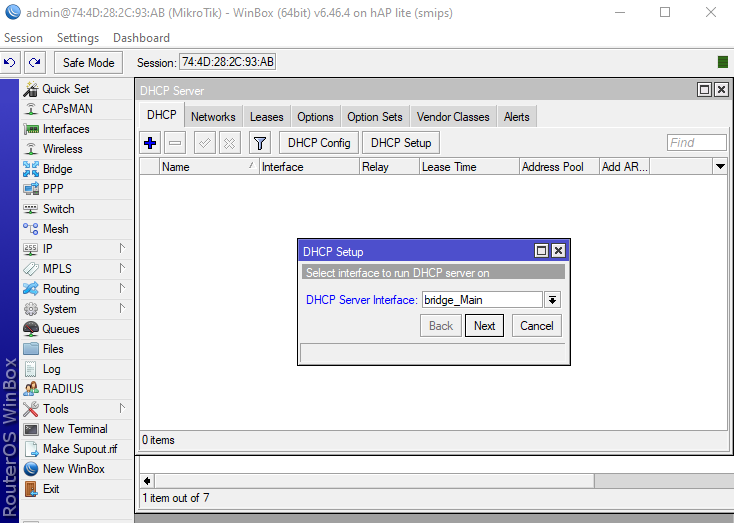 admin@74:4D:28:2C:93:AB (MikroTik) - WinBox (64bit) v6.46.4 on hAP lite (smips)
Session Settings Dashboard
Safe Mode Session: 74:4D:28:2C:93:AB
Quick Set
CAPsMAN
Interfaces
Wireless
Bridge
PPP
Switch
Mesh
IP
MPLS
Routing
System
Queues
Files
Log
RADIUS
Tools
New Terminal
Make Supout.rif
New WinBox
Exit
RouterOS WinBox
DHCP Server
DHCP Networks Leases Options Option Sets Vendor Classes Alerts
DHCP Config DHCP Setup Find
Name Interface Relay Lease Time Address Pool Add AR...
DHCP Setup
Select interface to run DHCP server on
DHCP Server Interface: bridge_Main
Back Next Cancel
0 items
1 item out of 7